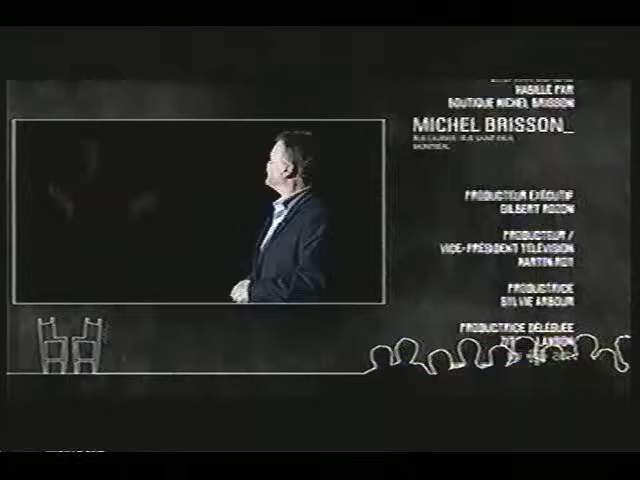 HABILLÉ PAR
BOUTIQUE MICHEL BRISSON
MICHEL BRISSON_
MONTRÉAL
PRODUCTEUR EXÉCUTIF
GILBERT ROZON
PRODUCTEUR /
VICE-PRÉSIDENT TÉLÉVISION
MARTIN ROY
PRODUCTRICE
SYLVIE ARBOUR
PRODUCTRICE DÉLÉGUÉE